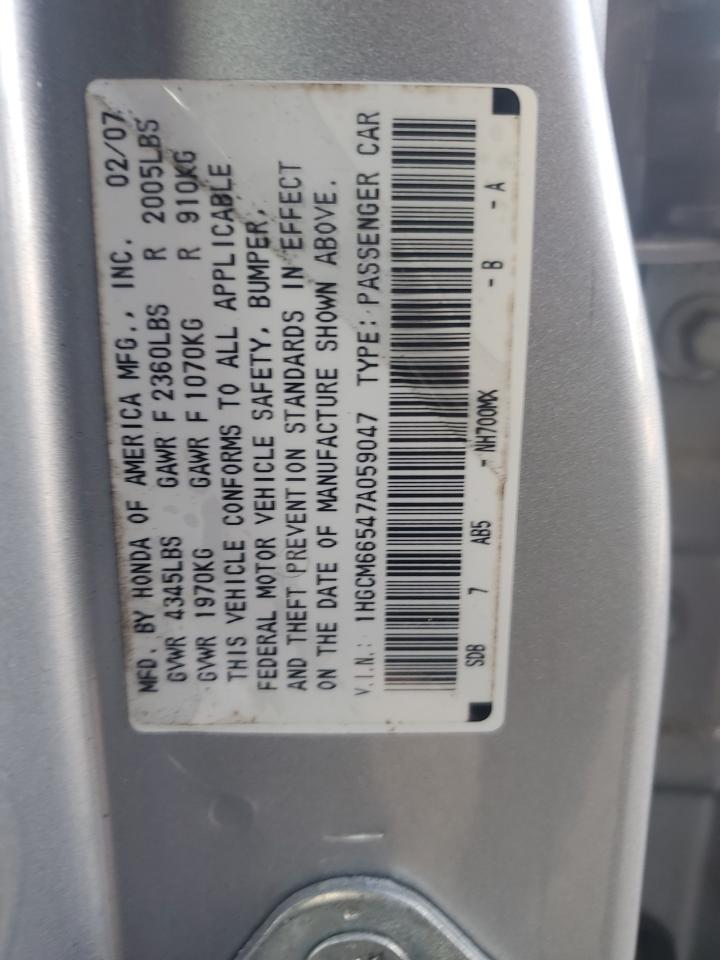 MFD. BY HONDA OF AMERICA MFG., INC. 02/07
GVWR 4345LBS GAWR F 2360LBS R 2005LBS
GVWR 1970KG GAWR F 1070KG R 910KG
THIS VEHICLE CONFORMS TO ALL APPLICABLE
FEDERAL MOTOR VEHICLE SAFETY, BUMPER,
AND THEFT PREVENTION STANDARDS IN EFFECT
ON THE DATE OF MANUFACTURE SHOWN ABOVE.
V.I.N.: 1HGCM66547A059047 TYPE: PASSENGER CAR
SDB 7 AB5 - NH700MX - B - A